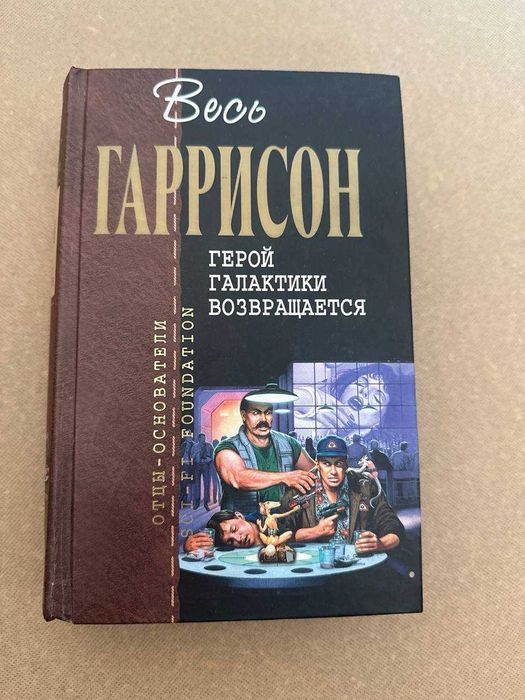 Весь
ГАРРИСОН
ГЕРОЙ
ГАЛАКТИКИ
ВОЗВРАЩАЕТСЯ
ОТЦЫ-ОСНОВАТЕЛИ
SCI FI FOUNDATION